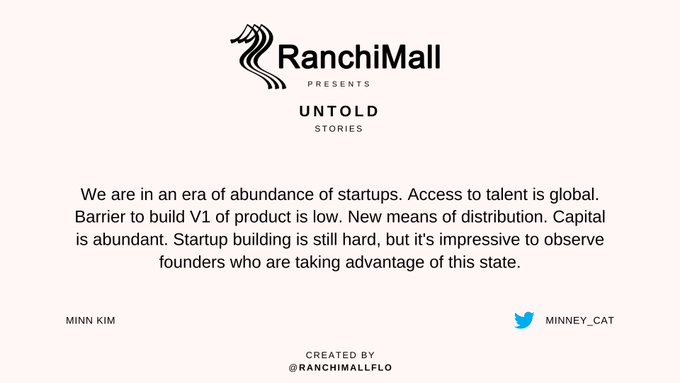 RanchiMall
PRESENTS
UNTOLD
STORIES
We are in an era of abundance of startups. Access to talent is global.
Barrier to build V1 of product is low. New means of distribution. Capital
is abundant. Startup building is still hard, but it's impressive to observe
founders who are taking advantage of this state.
MINN KIM
MINNEY_CAT
CREATED BY
@RANCHIMALLFLO